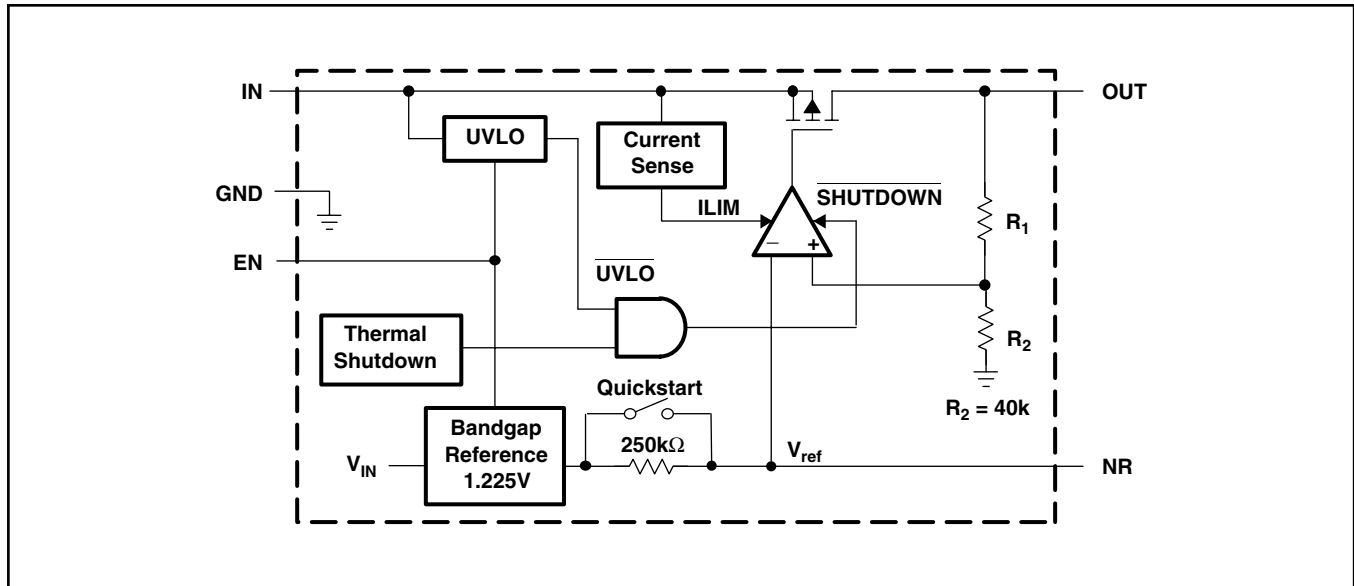 IN
OUT
UVLO
Current
Sense
SHUTDOWN
GND
ILIM
R1
− +
EN
UVLO
Thermal
Shutdown
R2
Quickstart
R2 = 40k
Bandgap
Reference
1.225V
250kΩ
VIN
Vref
NR